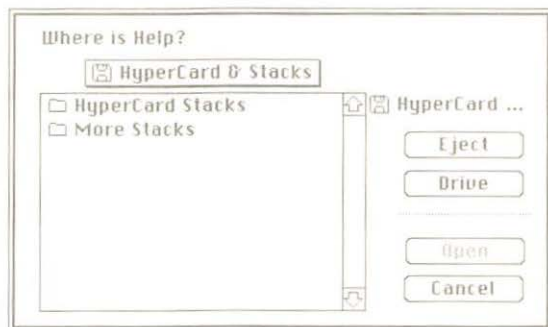 Where is Help?
HyperCard & Stacks
HyperCard Stacks
More Stacks
HyperCard ...
Eject
Drive
Open
Cancel